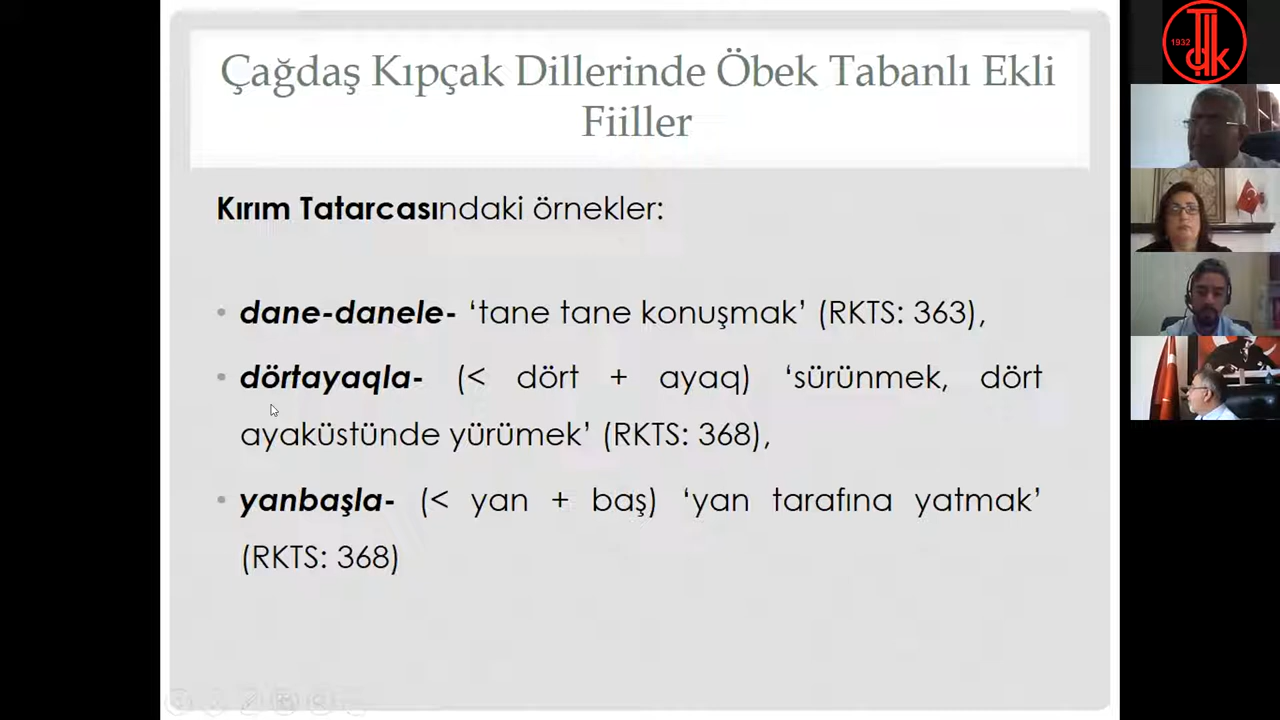 Çağdaş Kıpçak Dillerinde Öbek Tabanlı Ekli
Fiiller
Kırım Tatarcasındaki örnekler:
• dane-danele- ‘tane tane konuşmak’ (RKTS: 363),
• dörtayaqla- (< dört + ayaq) ‘sürünmek, dört
ayaküstünde yürümek’ (RKTS: 368),
• yanbaşla- (< yan + baş) ‘yan tarafına yatmak’
(RKTS: 368)
1932